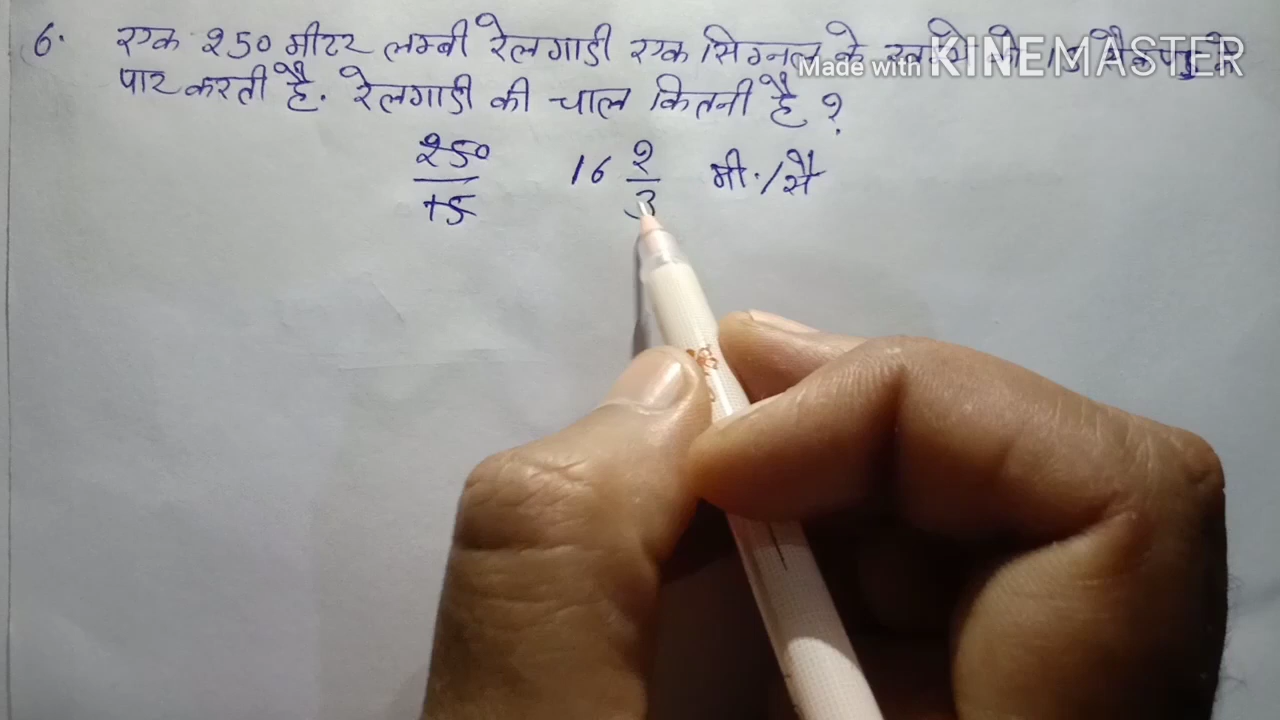 6. एक 250 मीटर लम्बी रेलगाडी एक सिग्नल के को 15
पार करती है. रेलगाडी की चाल कितनी है ?
250/15 16 2/3 मी./सै
Made with KINEMASTER